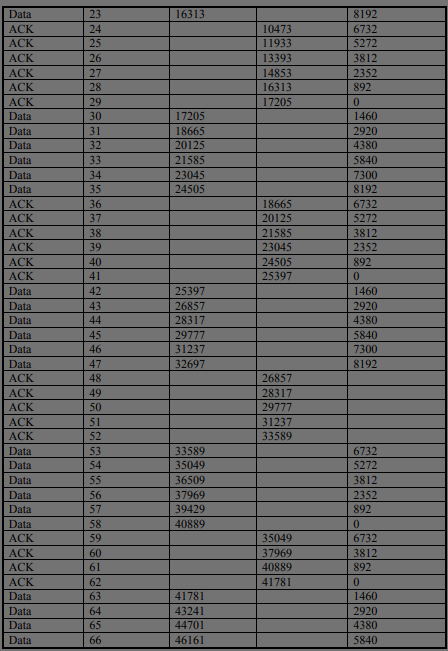 Data 23 16313 8192
ACK 24 10473 6732
ACK 25 11933 5272
ACK 26 13393 3812
ACK 27 14853 2352
ACK 28 16313 892
ACK 29 17205 0
Data 30 17205 1460
Data 31 18665 2920
Data 32 20125 4380
Data 33 21585 5840
Data 34 23045 7300
Data 35 24505 8192
ACK 36 18665 6732
ACK 37 20125 5272
ACK 38 21585 3812
ACK 39 23045 2352
ACK 40 24505 892
ACK 41 25397 0
Data 42 25397 1460
Data 43 26857 2920
Data 44 28317 4380
Data 45 29777 5840
Data 46 31237 7300
Data 47 32697 8192
ACK 48 26857
ACK 49 28317
ACK 50 29777
ACK 51 31237
ACK 52 33589
Data 53 33589 6732
Data 54 35049 5272
Data 55 36509 3812
Data 56 37969 2352
Data 57 39429 892
Data 58 40889 0
ACK 59 35049 6732
ACK 60 37969 3812
ACK 61 40889 892
ACK 62 41781 0
Data 63 41781 1460
Data 64 43241 2920
Data 65 44701 4380
Data 66 46161 5840